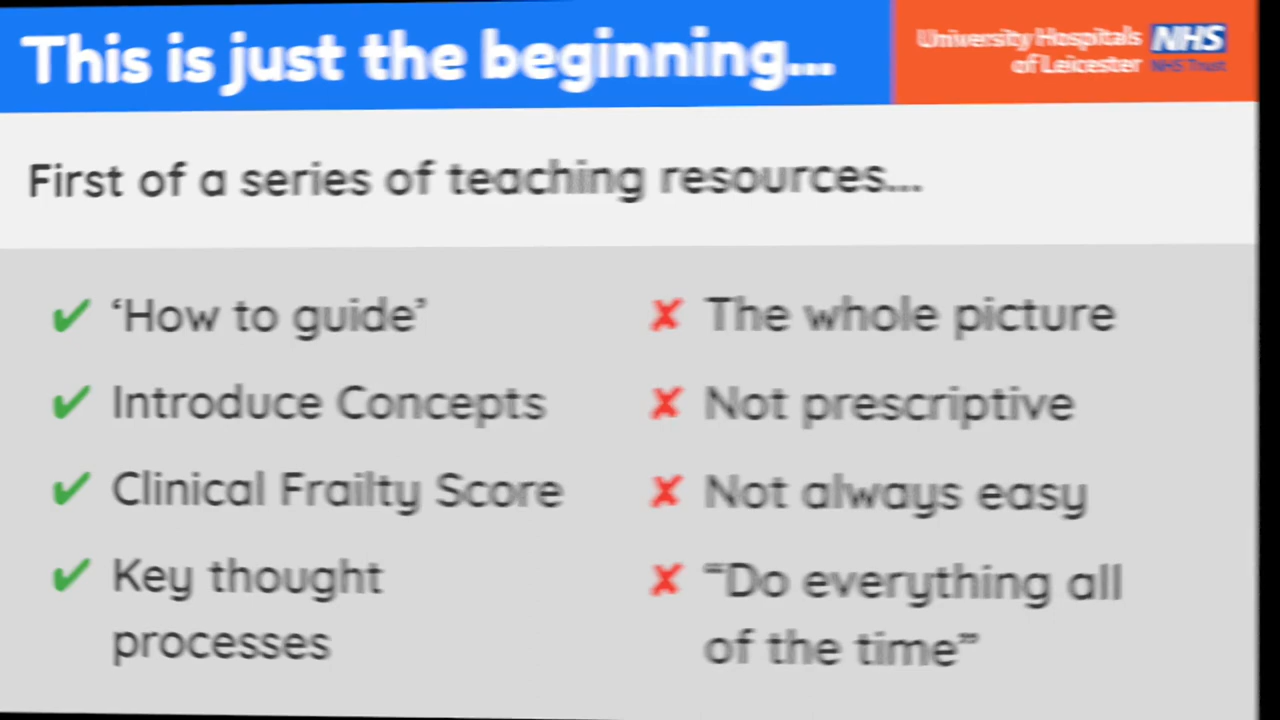 This is just the beginning...
University Hospitals
of Leicester
NHS
NHS Trust
First of a series of teaching resources...
✔ ‘How to guide’
✔ Introduce Concepts
✔ Clinical Frailty Score
✔ Key thought
processes
✘ The whole picture
✘ Not prescriptive
✘ Not always easy
✘ “Do everything all
of the time”